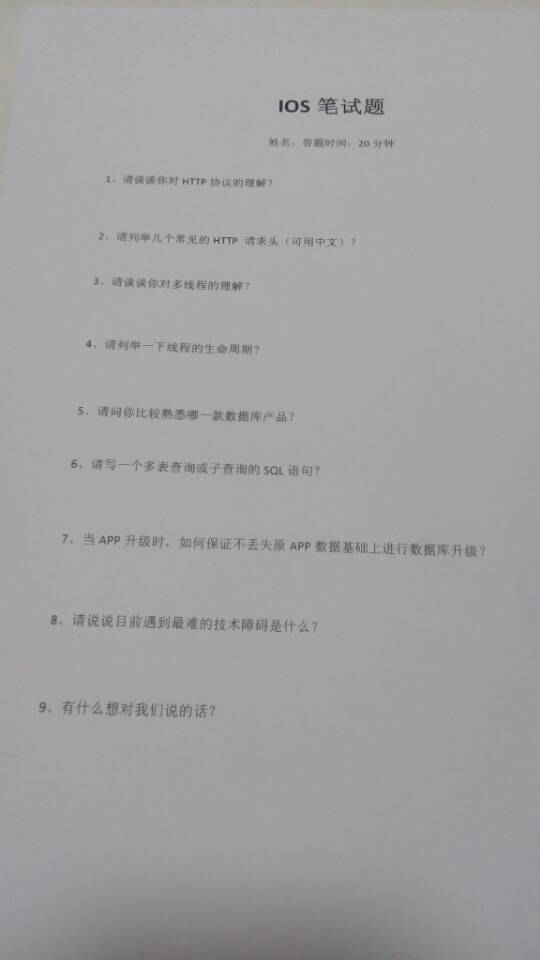 IOS 笔试题
姓名：答题时间：20 分钟
1、请谈谈你对 HTTP 协议的理解？
2、请列举几个常见的 HTTP 请求头（可用中文）？
3、请谈谈你对多线程的理解？
4、请列举一下线程的生命周期？
5、请问你比较熟悉哪一款数据库产品？
6、请写一个多表查询或子查询的 SQL 语句？
7、当 APP 升级时，如何保证不丢失原 APP 数据基础上进行数据库升级？
8、请说说目前遇到最难的技术障碍是什么？
9、有什么想对我们说的话？